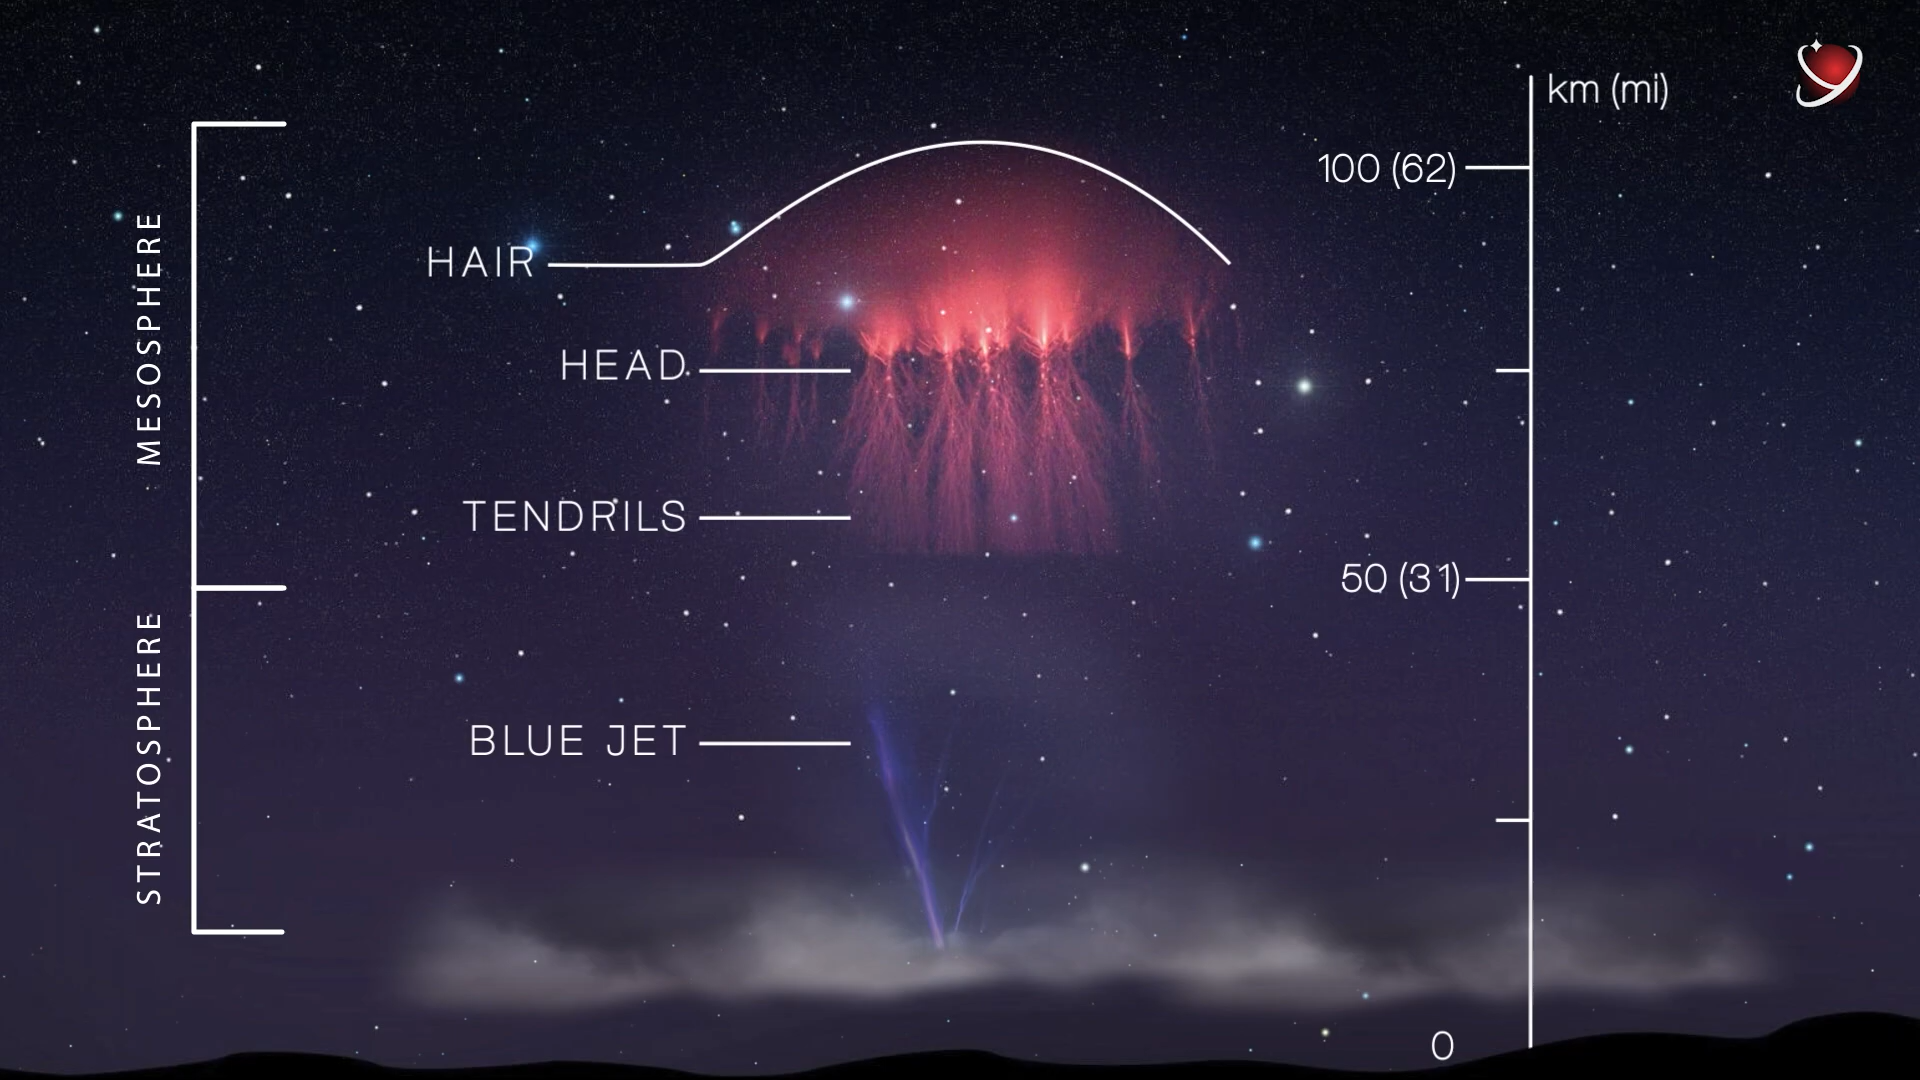 km (mi)
100 (62)
MESOSPHERE
HAIR
HEAD
TENDRILS
50 (31)
STRATOSPHERE
BLUE JET
0